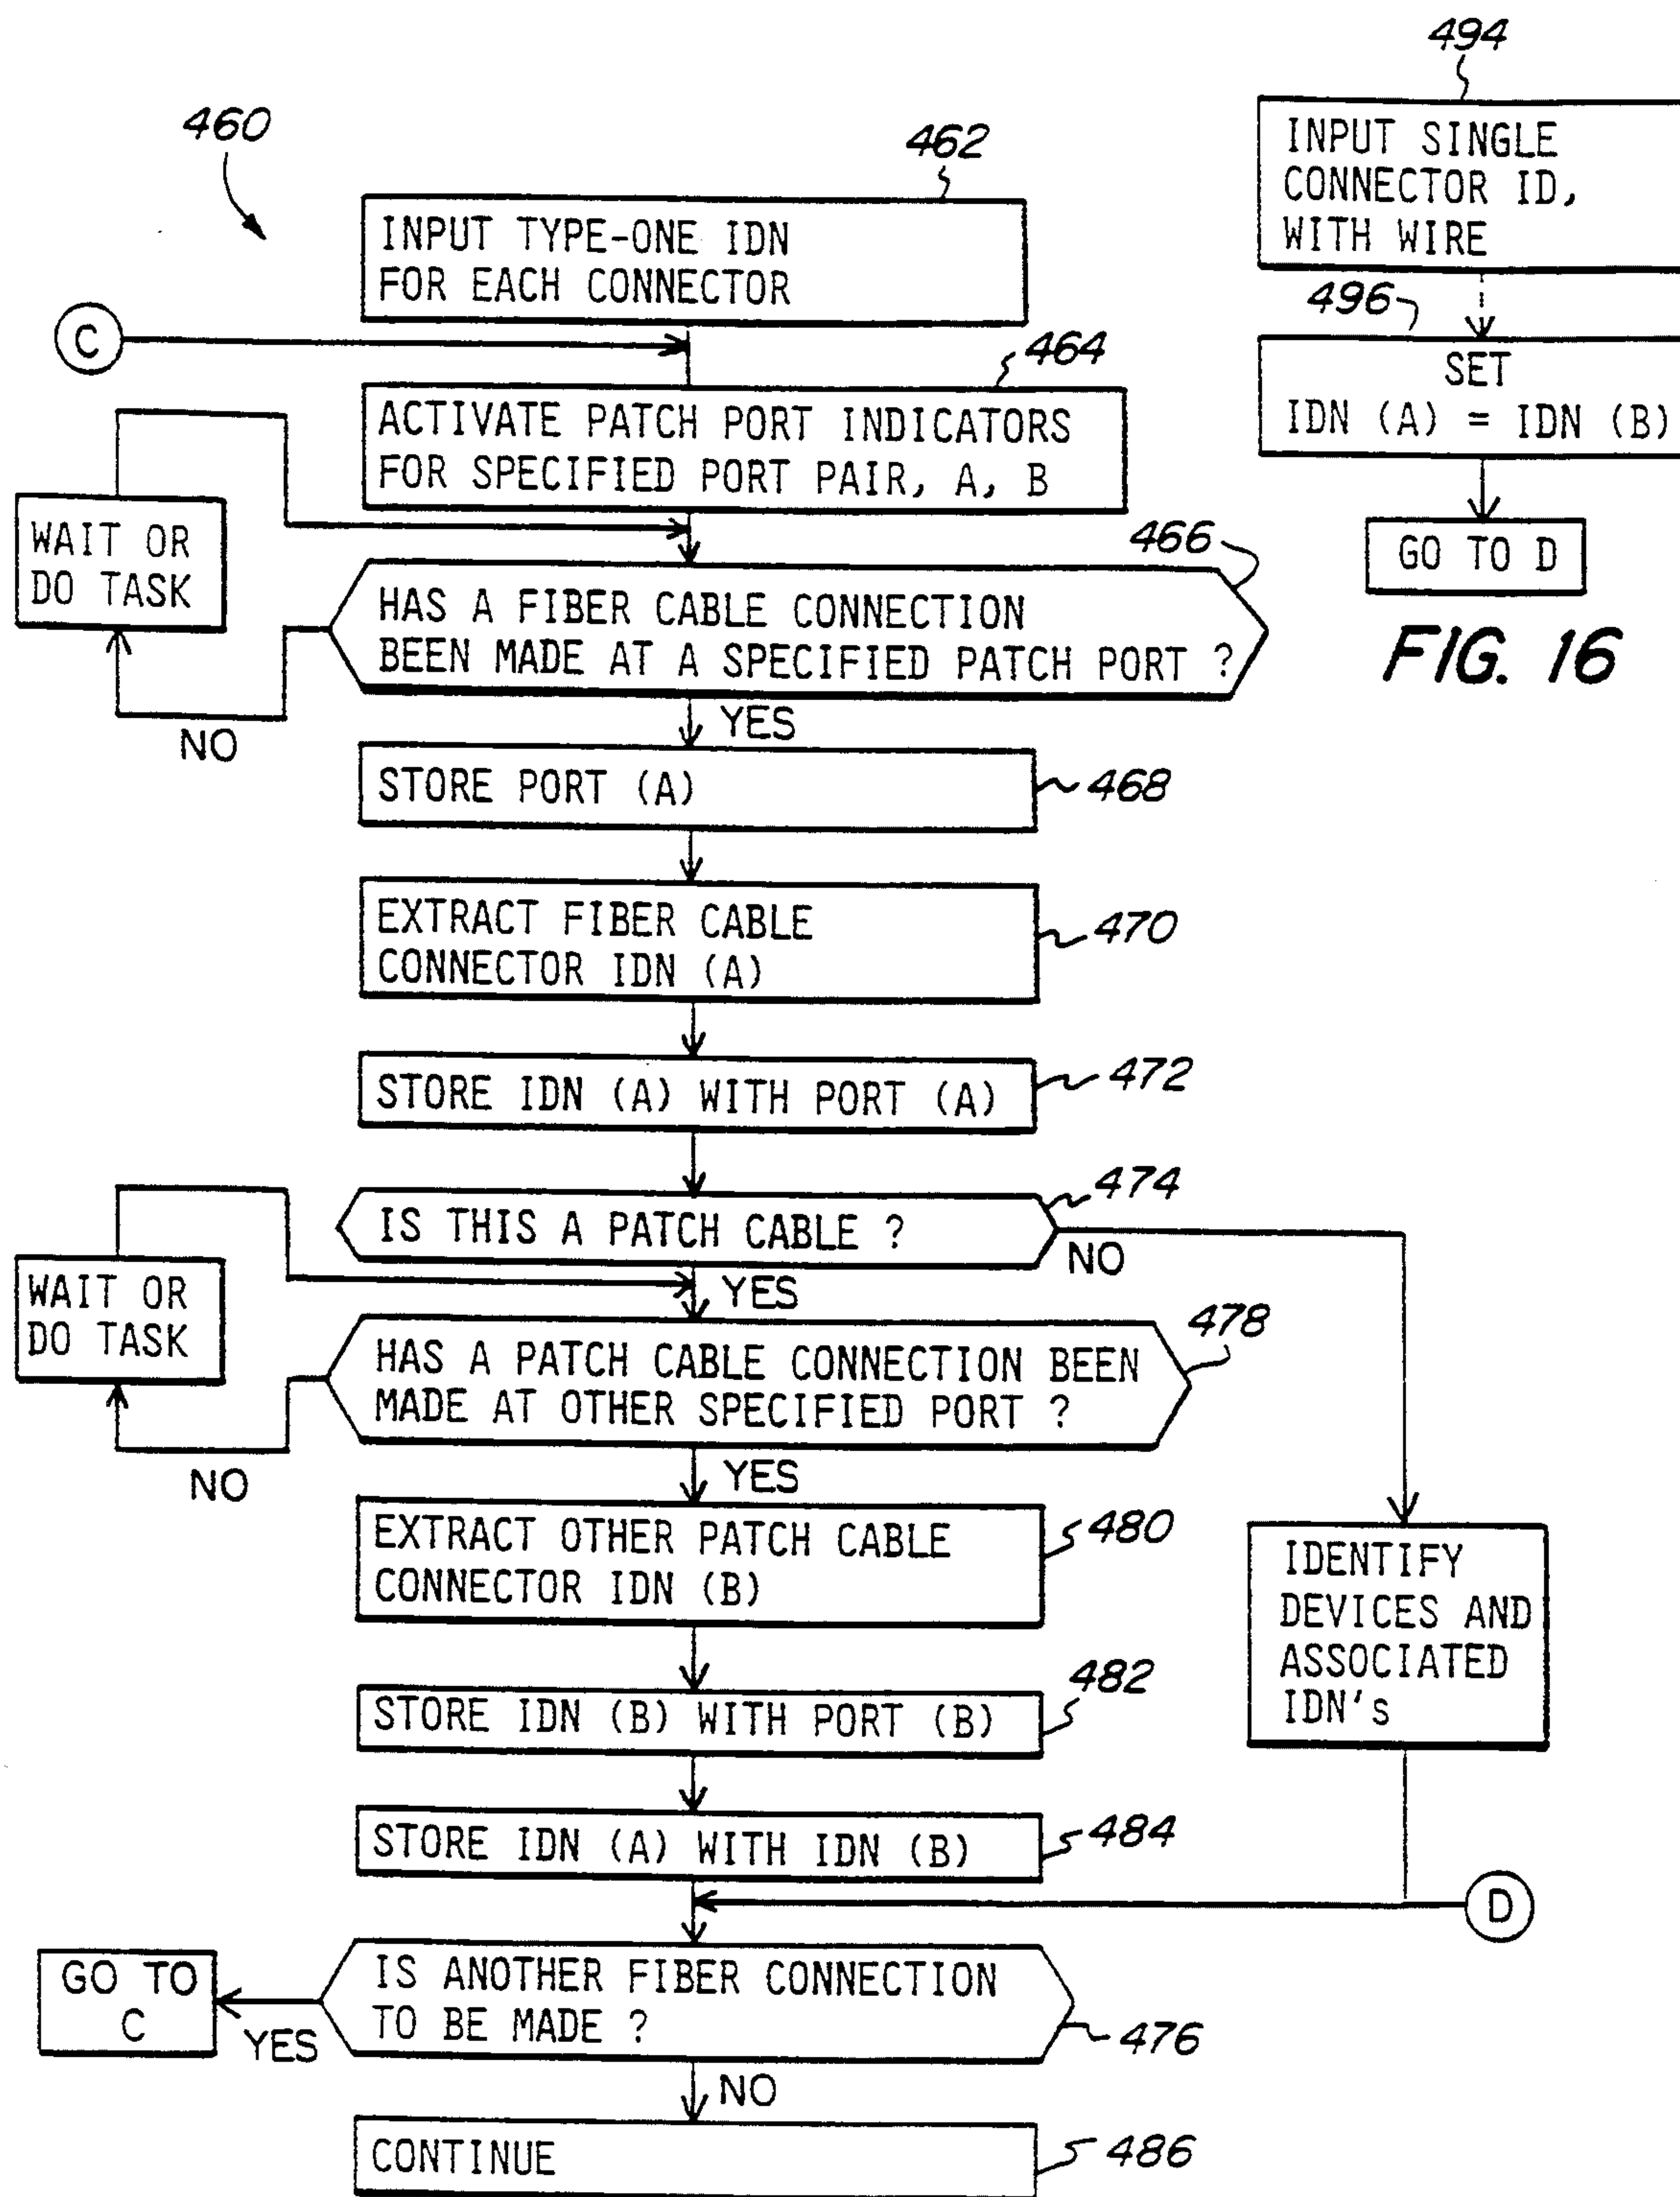 460
462
INPUT TYPE-ONE IDN
FOR EACH CONNECTOR
C
464
ACTIVATE PATCH PORT INDICATORS
FOR SPECIFIED PORT PAIR, A, B
WAIT OR
DO TASK
466
HAS A FIBER CABLE CONNECTION
BEEN MADE AT A SPECIFIED PATCH PORT ?
NO
YES
STORE PORT (A)
468
EXTRACT FIBER CABLE
CONNECTOR IDN (A)
470
STORE IDN (A) WITH PORT (A)
472
474
IS THIS A PATCH CABLE ?
NO
YES
WAIT OR
DO TASK
478
HAS A PATCH CABLE CONNECTION BEEN
MADE AT OTHER SPECIFIED PORT ?
NO
YES
EXTRACT OTHER PATCH CABLE
CONNECTOR IDN (B)
480
IDENTIFY
DEVICES AND
ASSOCIATED
IDN's
STORE IDN (B) WITH PORT (B)
482
STORE IDN (A) WITH IDN (B)
484
D
IS ANOTHER FIBER CONNECTION
TO BE MADE ?
476
GO TO
C
YES
NO
CONTINUE
486
494
INPUT SINGLE
CONNECTOR ID,
WITH WIRE
496
SET
IDN (A) = IDN (B)
GO TO D
FIG. 16